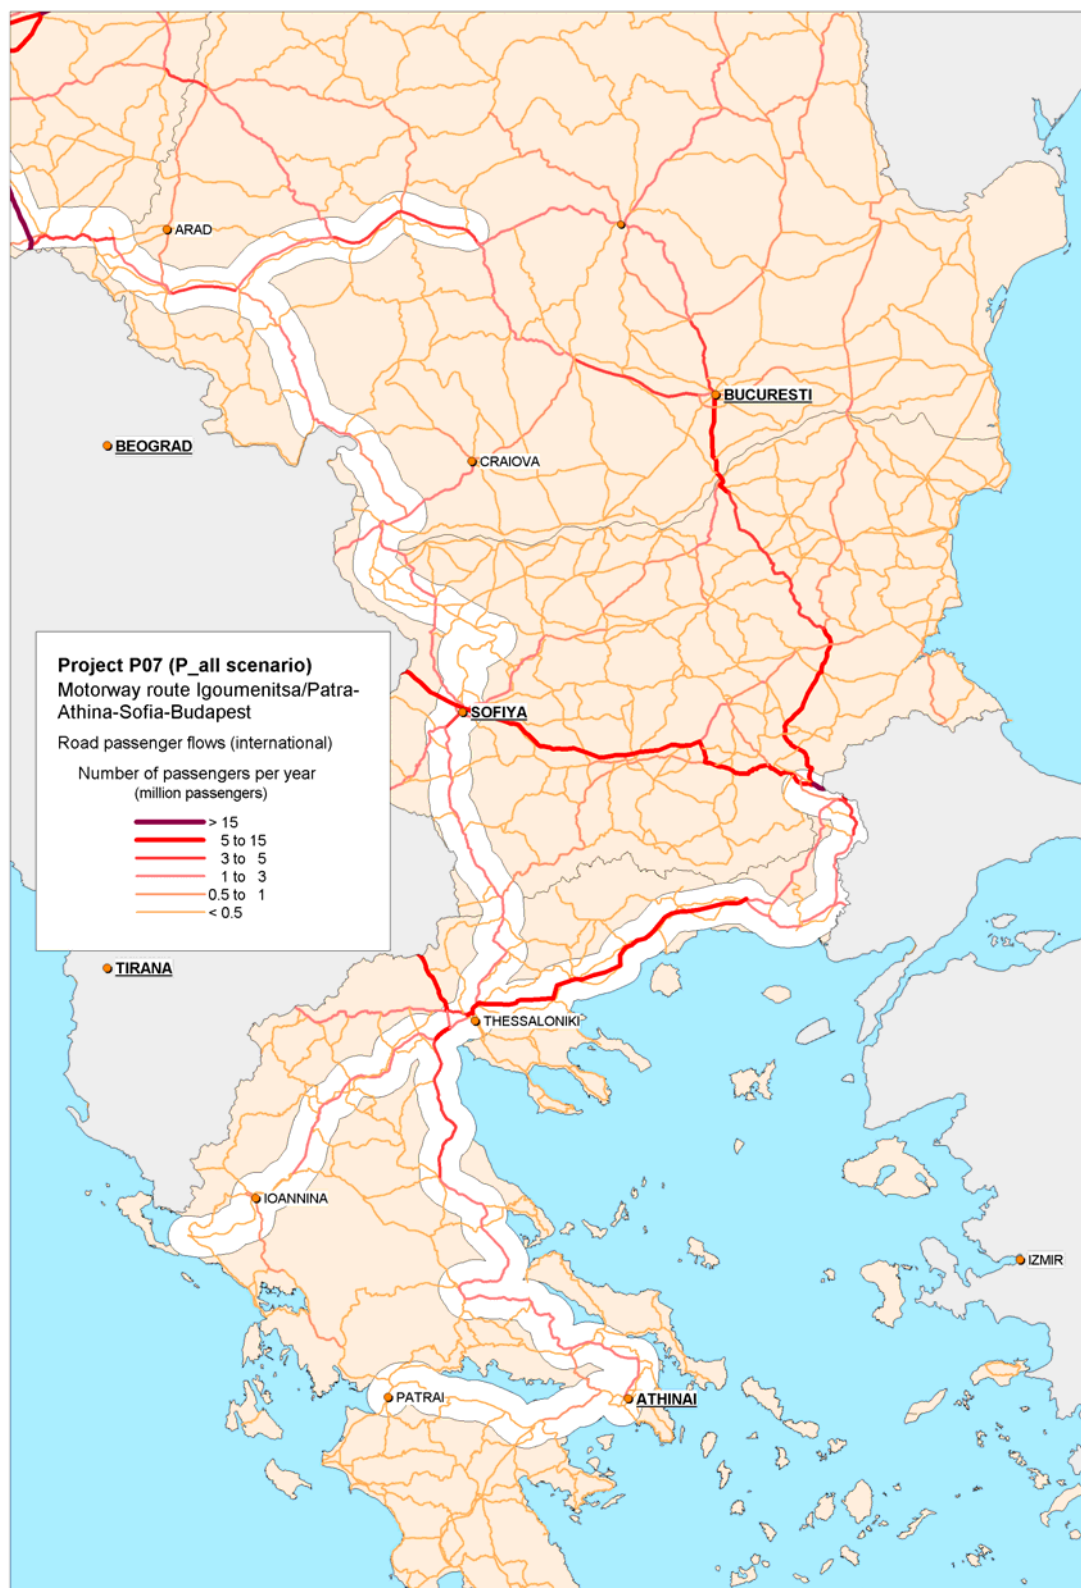 ARAD
BUCURESTI
BEOGRAD
CRAIOVA
Project P07 (P_all scenario)
Motorway route Igoumenitsa/Patra-
Athina-Sofia-Budapest
Road passenger flows (international)
Number of passengers per year
(million passengers)
> 15
5 to 15
3 to 5
1 to 3
0.5 to 1
< 0.5
SOFIYA
TIRANA
THESSALONIKI
IOANNINA
IZMIR
PATRAI
ATHINAI